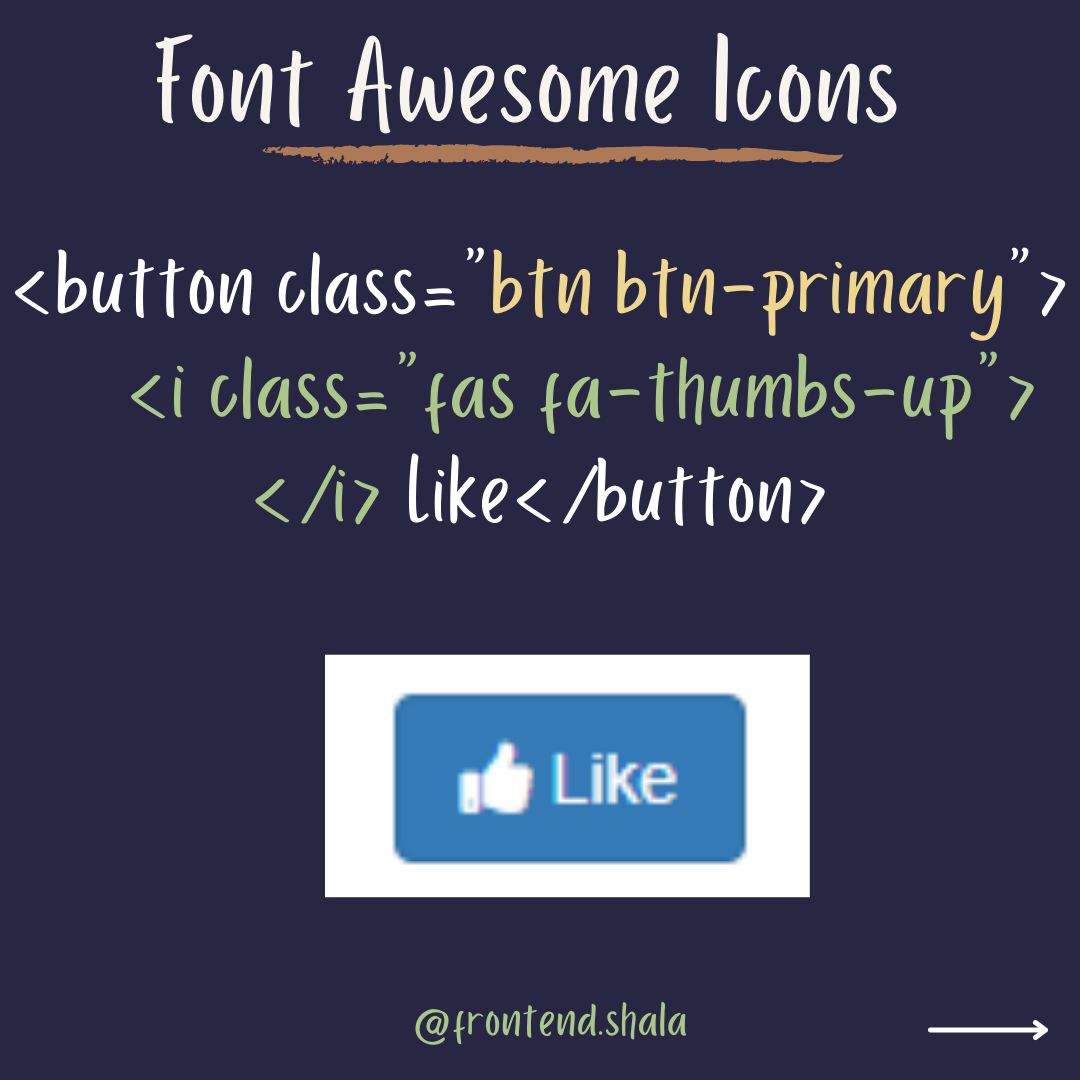 Font Awesome Icons
<button class="btn btn-primary">
<i class="fas fa-thumbs-up">
</i> Like</button>
Like
@frontend.shala